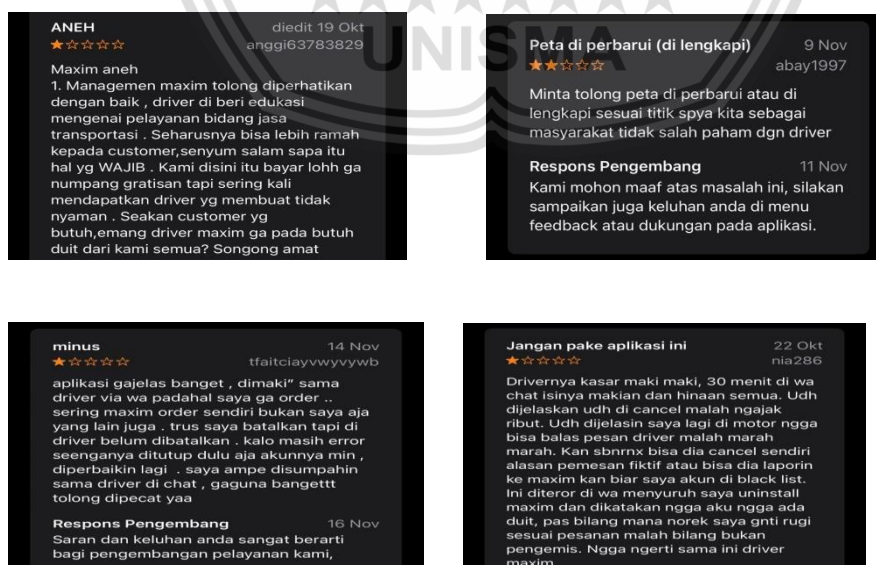 UNISMA
ANEH
diedit 19 Okt
anggi63783829
Maxim aneh
1. Managemen maxim tolong diperhatikan
dengan baik , driver di beri edukasi
mengenai pelayanan bidang jasa
transportasi . Seharusnya bisa lebih ramah
kepada customer,senyum salam sapa itu
hal yg WAJIB . Kami disini itu bayar lohh ga
numpang gratisan tapi sering kali
mendapatkan driver yg membuat tidak
nyaman . Seakan customer yg
butuh,emang driver maxim ga pada butuh
duit dari kami semua? Songong amat
Peta di perbarui (di lengkapi)
9 Nov
abay1997
Minta tolong peta di perbarui atau di
lengkapi sesuai titik spya kita sebagai
masyarakat tidak salah paham dgn driver
Respons Pengembang
11 Nov
Kami mohon maaf atas masalah ini, silakan
sampaikan juga keluhan anda di menu
feedback atau dukungan pada aplikasi.
minus
14 Nov
tfaitciayvwyvywb
aplikasi gajelas banget , dimaki” sama
driver via wa padahal saya ga order ..
sering maxim order sendiri bukan saya aja
yang lain juga . trus saya batalkan tapi di
driver belum dibatalkan . kalo masih error
seenganya ditutup dulu aja akunnya min ,
diperbaikin lagi . saya ampe disumpahin
sama driver di chat , gaguna bangettt
tolong dipecat yaa
Respons Pengembang
16 Nov
Saran dan keluhan anda sangat berarti
bagi pengembangan pelayanan kami,
Jangan pake aplikasi ini
22 Okt
nia286
Drivernya kasar maki maki, 30 menit di wa
chat isinya makian dan hinaan semua. Udh
dijelaskan udh di cancel malah ngajak
ribut. Udh dijelasin saya lagi di motor ngga
bisa balas pesan driver malah marah
marah. Kan sbnrnx bisa dia cancel sendiri
alasan pemesan fiktif atau bisa dia laporin
ke maxim kan biar saya akun di black list.
Ini diteror di wa menyuruh saya uninstall
maxim dan dikatakan ngga aku ngga ada
duit, pas bilang mana norek saya gnti rugi
sesuai pesanan malah bilang bukan
pengemis. Ngga ngerti sama ini driver
maxim